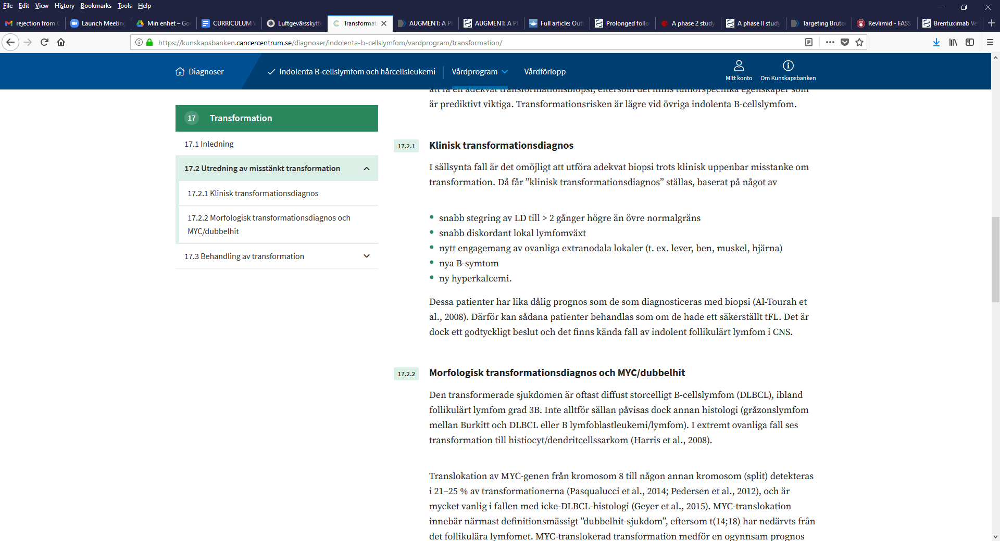 File Edit View History Bookmarks Tools Help
rejection from
Launch Meeting
Min enhet – Go
CURRICULUM V
Luftgevärsskytt
Transformati
AUGMENT: A P
AUGMENT: A P
Full article: Out
Prolonged follo
A phase 2 study
A phase II study
Targeting Bruto
Revlimid - FASS
Brentuximab Ve
https://kunskapsbanken.cancercentrum.se/diagnoser/indolenta-b-cellslymfom/vardprogram/transformation/
Diagnoser
Indolenta B-cellslymfom och hårcellsleukemi
Vårdprogram
Vårdförlopp
Mitt konto
Om Kunskapsbanken
17 Transformation
17.1 Inledning
17.2 Utredning av misstänkt transformation
17.2.1 Klinisk transformationsdiagnos
17.2.2 Morfologisk transformationsdiagnos och
MYC/dubbelhit
17.3 Behandling av transformation
att få en adekvat transformationsbiopsi, eftersom det finns tumörspecifika egenskaper som
är prediktivt viktiga. Transformationsrisken är lägre vid övriga indolenta B-cellslymfom.
17.2.1 Klinisk transformationsdiagnos
I sällsynta fall är det omöjligt att utföra adekvat biopsi trots klinisk uppenbar misstanke om
transformation. Då får ”klinisk transformationsdiagnos” ställas, baserat på något av
• snabb stegring av LD till > 2 gånger högre än övre normalgräns
• snabb diskordant lokal lymfomväxt
• nytt engagemang av ovanliga extranodala lokaler (t. ex. lever, ben, muskel, hjärna)
• nya B-symtom
• ny hyperkalcemi.
Dessa patienter har lika dålig prognos som de som diagnosticeras med biopsi (Al-Tourah et
al., 2008). Därför kan sådana patienter behandlas som om de hade ett säkerställt tFL. Det är
dock ett godtyckligt beslut och det finns kända fall av indolent follikulärt lymfom i CNS.
17.2.2 Morfologisk transformationsdiagnos och MYC/dubbelhit
Den transformerade sjukdomen är oftast diffust storcelligt B-cellslymfom (DLBCL), ibland
follikulärt lymfom grad 3B. Inte alltför sällan påvisas dock annan histologi (gråzonslymfom
mellan Burkitt och DLBCL eller B lymfoblastleukemi/lymfom). I extremt ovanliga fall ses
transformation till histiocyt/dendritcellssarkom (Harris et al., 2008).
Translokation av MYC-genen från kromosom 8 till någon annan kromosom (split) detekteras
i 21–25 % av transformationerna (Pasqualucci et al., 2014; Pedersen et al., 2012), och är
mycket vanlig i fallen med icke-DLBCL-histologi (Geyer et al., 2015). MYC-translokation
innebär närmast definitionsmässigt ”dubbelhit-sjukdom”, eftersom t(14;18) har nedärvts från
det follikulära lymfomet. MYC-translokerad transformation medför en ogynnsam prognos